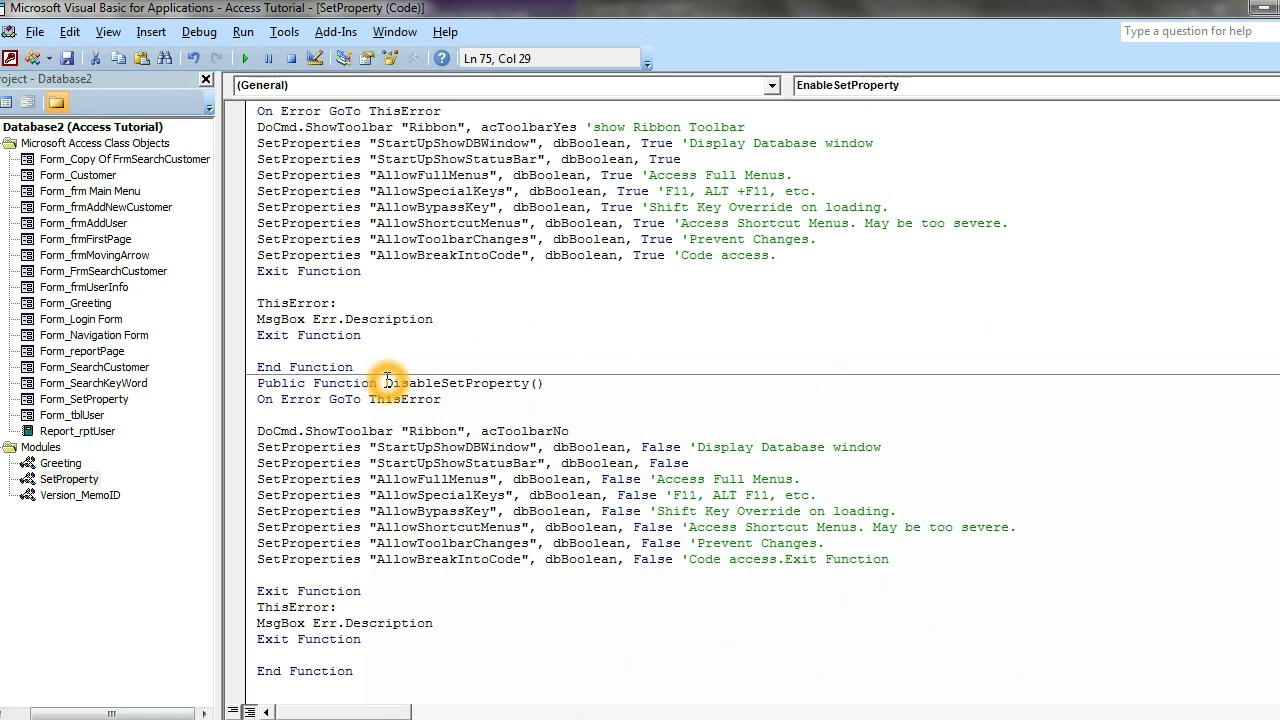 Microsoft Visual Basic for Applications - Access Tutorial - [SetProperty (Code)]
File Edit View Insert Debug Run Tools Add-Ins Window Help
Type a question for help
Ln 75, Col 29
roject - Database2
(General)
EnableSetProperty
Database2 (Access Tutorial)
Microsoft Access Class Objects
Form_Copy Of FrmSearchCustomer
Form_Customer
Form_frm Main Menu
Form_frmAddNewCustomer
Form_frmAddUser
Form_frmFirstPage
Form_frmMovingArrow
Form_FrmSearchCustomer
Form_frmUserInfo
Form_Greeting
Form_Login Form
Form_Navigation Form
Form_reportPage
Form_SearchCustomer
Form_SearchKeyWord
Form_SetProperty
Form_tblUser
Report_rptUser
Modules
Greeting
SetProperty
Version_MemoID
On Error GoTo ThisError
DoCmd.ShowToolbar "Ribbon", acToolbarYes 'show Ribbon Toolbar
SetProperties "StartUpShowDBWindow", dbBoolean, True 'Display Database window
SetProperties "StartUpShowStatusBar", dbBoolean, True
SetProperties "AllowFullMenus", dbBoolean, True 'Access Full Menus.
SetProperties "AllowSpecialKeys", dbBoolean, True 'F11, ALT +F11, etc.
SetProperties "AllowBypassKey", dbBoolean, True 'Shift Key Override on loading.
SetProperties "AllowShortcutMenus", dbBoolean, True 'Access Shortcut Menus. May be too severe.
SetProperties "AllowToolbarChanges", dbBoolean, True 'Prevent Changes.
SetProperties "AllowBreakIntoCode", dbBoolean, True 'Code access.
Exit Function
ThisError:
MsgBox Err.Description
Exit Function
End Function
Public Function DisableSetProperty()
On Error GoTo ThisError
DoCmd.ShowToolbar "Ribbon", acToolbarNo
SetProperties "StartUpShowDBWindow", dbBoolean, False 'Display Database window
SetProperties "StartUpShowStatusBar", dbBoolean, False
SetProperties "AllowFullMenus", dbBoolean, False 'Access Full Menus.
SetProperties "AllowSpecialKeys", dbBoolean, False 'F11, ALT F11, etc.
SetProperties "AllowBypassKey", dbBoolean, False 'Shift Key Override on loading.
SetProperties "AllowShortcutMenus", dbBoolean, False 'Access Shortcut Menus. May be too severe.
SetProperties "AllowToolbarChanges", dbBoolean, False 'Prevent Changes.
SetProperties "AllowBreakIntoCode", dbBoolean, False 'Code access.Exit Function
Exit Function
ThisError:
MsgBox Err.Description
Exit Function
End Function